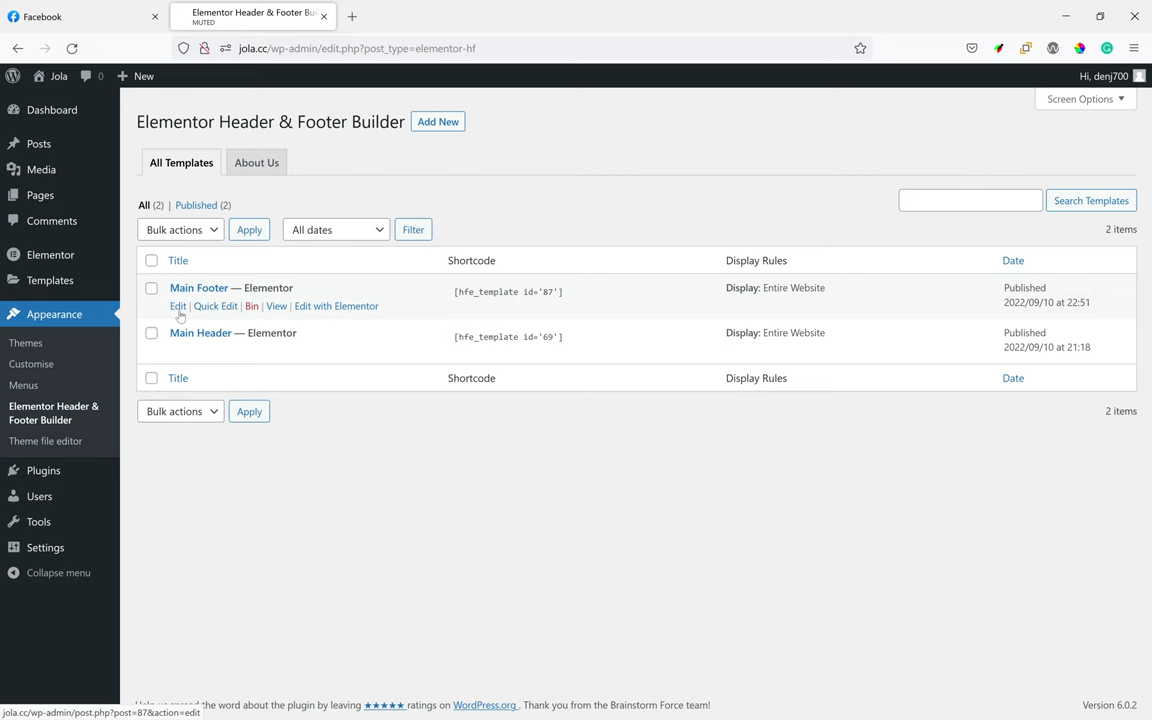 Facebook
Elementor Header & Footer Bui
MUTED
jola.cc/wp-admin/edit.php?post_type=elementor-hf
Jola
0
New
Hi, denj700
Screen Options
Dashboard
Posts
Media
Pages
Comments
Elementor
Templates
Appearance
Themes
Customise
Menus
Elementor Header &
Footer Builder
Theme file editor
Plugins
Users
Tools
Settings
Collapse menu
Elementor Header & Footer Builder
Add New
All Templates
About Us
All (2) | Published (2)
Search Templates
Bulk actions
Apply
All dates
Filter
2 items
Title
Shortcode
Display Rules
Date
Main Footer — Elementor
[hfe_template id='87']
Display: Entire Website
Published
2022/09/10 at 22:51
Edit | Quick Edit | Bin | View | Edit with Elementor
Main Header — Elementor
[hfe_template id='69']
Display: Entire Website
Published
2022/09/10 at 21:18
Title
Shortcode
Display Rules
Date
Bulk actions
Apply
2 items
Help us spread the word about the plugin by leaving ★★★★★ ratings on WordPress.org . Thank you from the Brainstorm Force team!
Version 6.0.2
jola.cc/wp-admin/post.php?post=87&action=edit